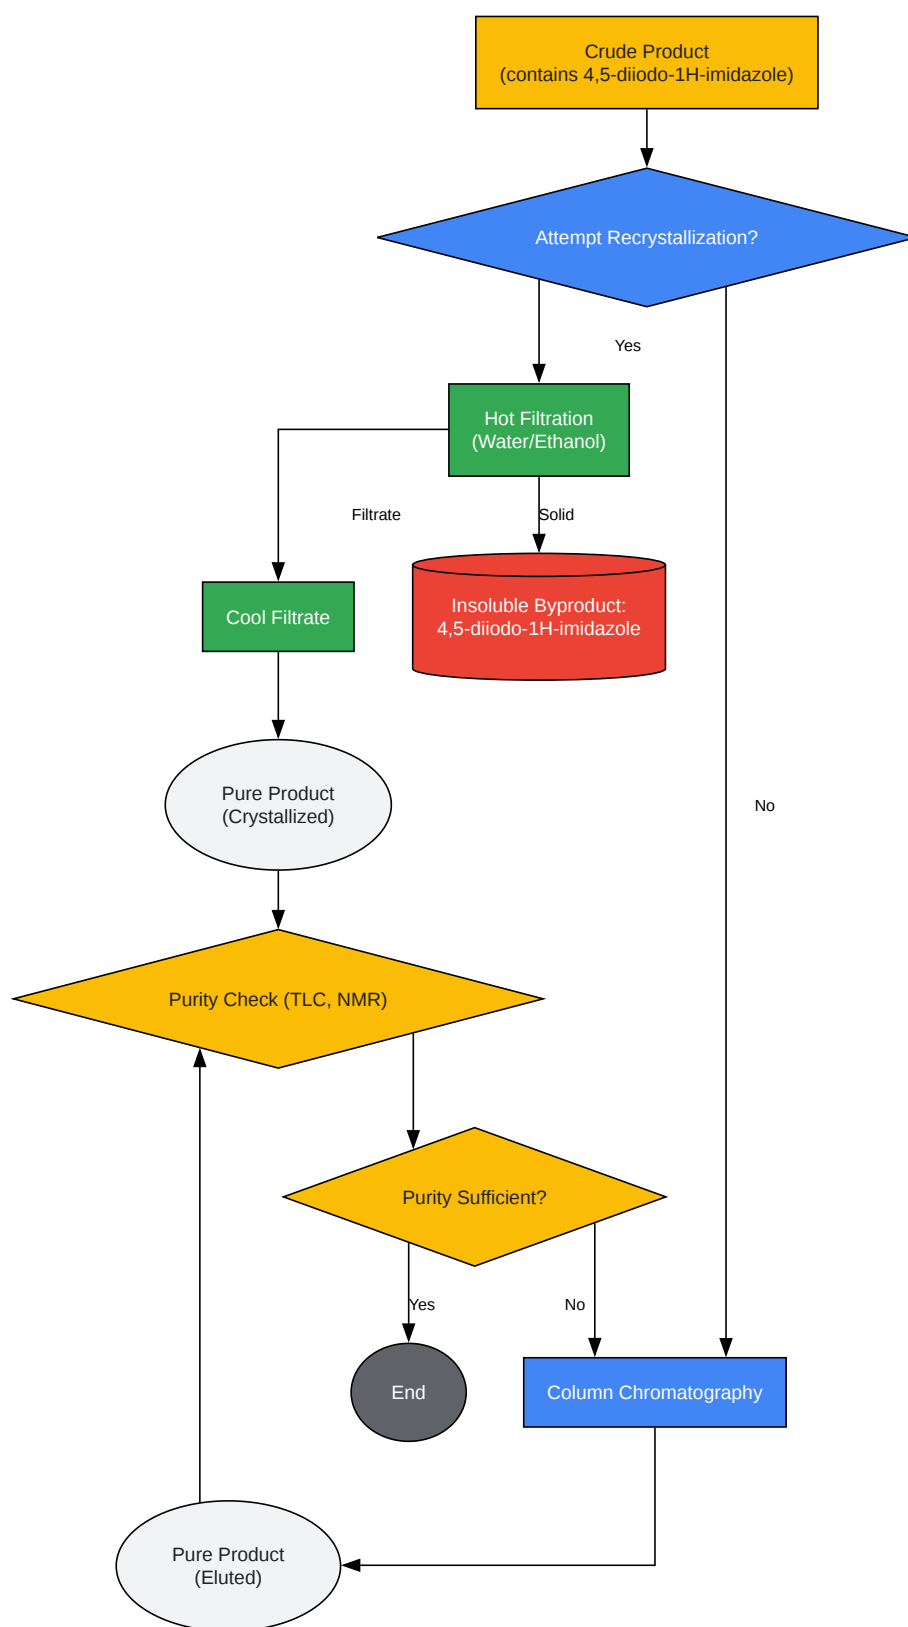 Crude Product
(contains 4,5-diiodo-1H-imidazole)
Attempt Recrystallization?
Yes
Hot Filtration
(Water/Ethanol)
Filtrate
Solid
Cool Filtrate
Insoluble Byproduct:
4,5-diiodo-1H-imidazole
Pure Product
(Crystallized)
No
Purity Check (TLC, NMR)
Purity Sufficient?
Yes
No
End
Column Chromatography
Pure Product
(Eluted)